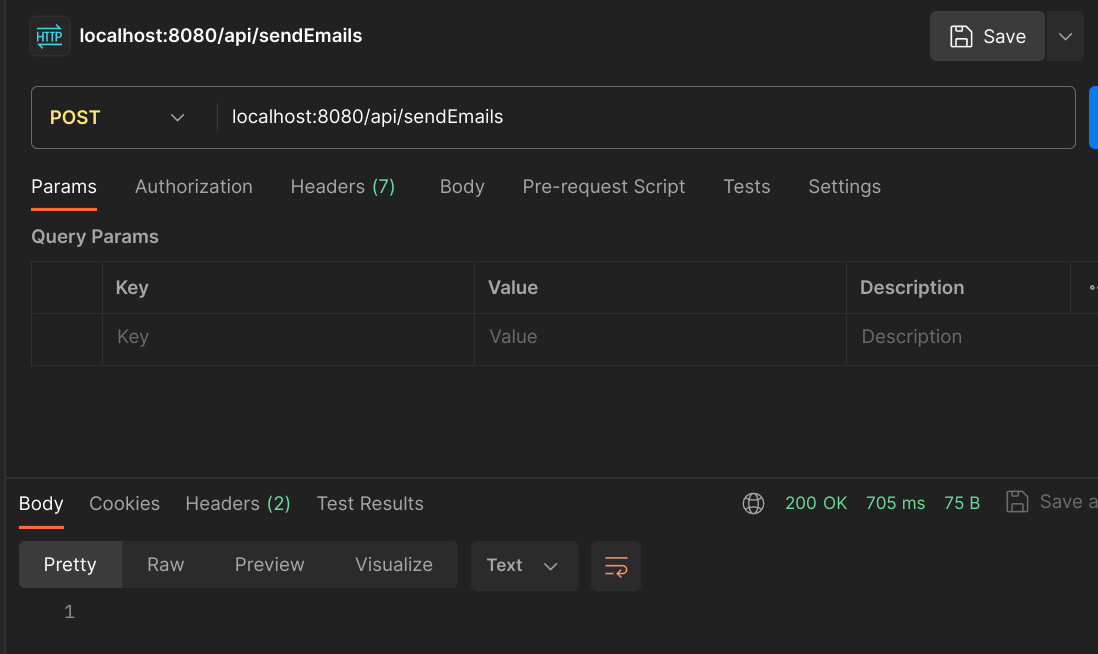 HTTP localhost:8080/api/sendEmails Save
POST localhost:8080/api/sendEmails
Params Authorization Headers (7) Body Pre-request Script Tests Settings
Query Params
Key Value Description
Key Value Description
Body Cookies Headers (2) Test Results 200 OK 705 ms 75 B Save a
Pretty Raw Preview Visualize Text
1